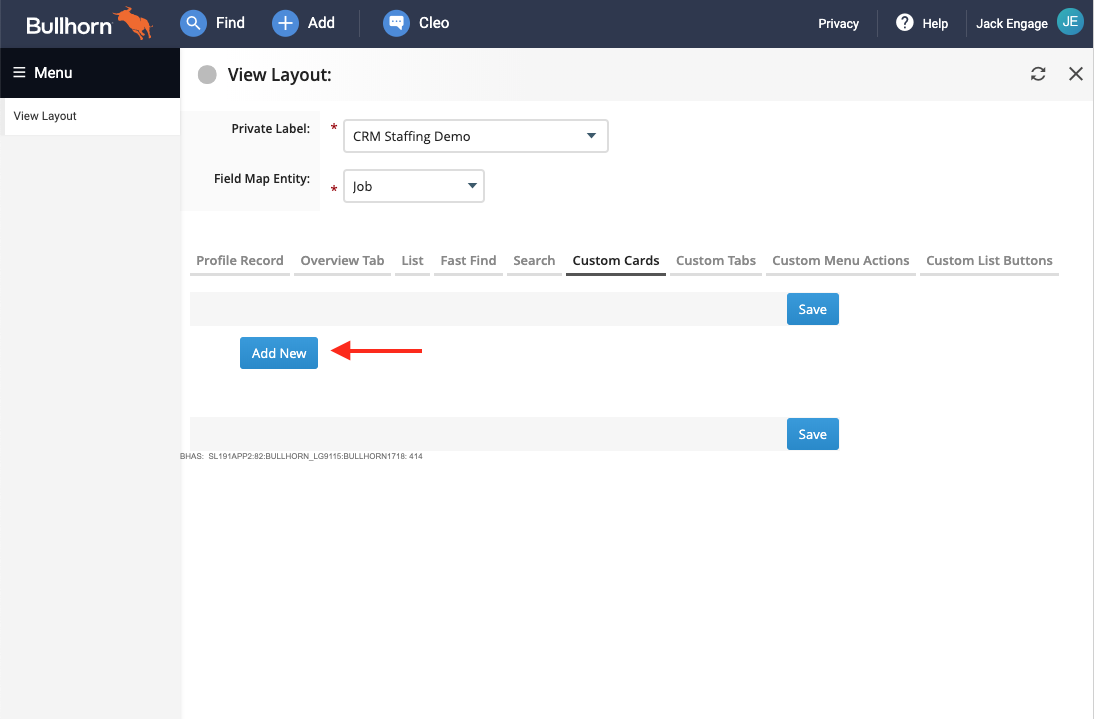 Bullhorn Find Add Cleo Privacy Help Jack Engage JE
Menu
View Layout:
View Layout
Private Label: * CRM Staffing Demo
Field Map Entity: * Job
Profile Record Overview Tab List Fast Find Search Custom Cards Custom Tabs Custom Menu Actions Custom List Buttons
Save
Add New
Save
BHAS: SL191APP2:82:BULLHORN_LG9115:BULLHORN1718: 414